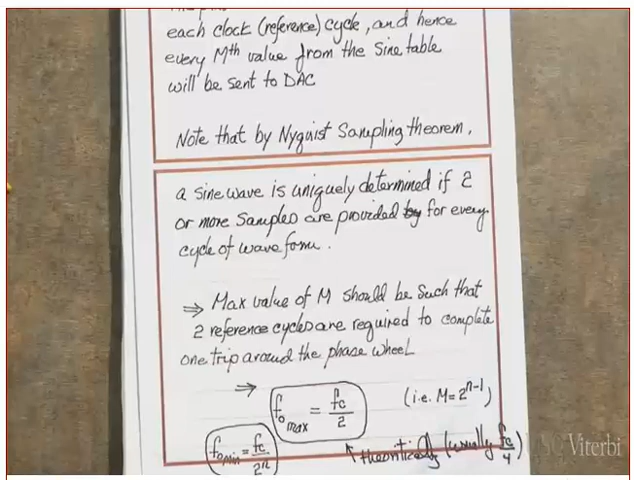 each clock (reference) cycle, and hence
every Mth value from the sine table
will be sent to DAC
Note that by Nyquist Sampling theorem,
a sine wave is uniquely determined if 2
or more samples are provided for every
cycle of wave form.
⇒ Max value of M should be such that
2 reference cycles are required to complete
one trip around the phase wheel
⇒ fo max = fc/2 (i.e. M=2^(n-1))
fo min = fc/2^n ↑ theoretically (usually fc/4)
Viterbi